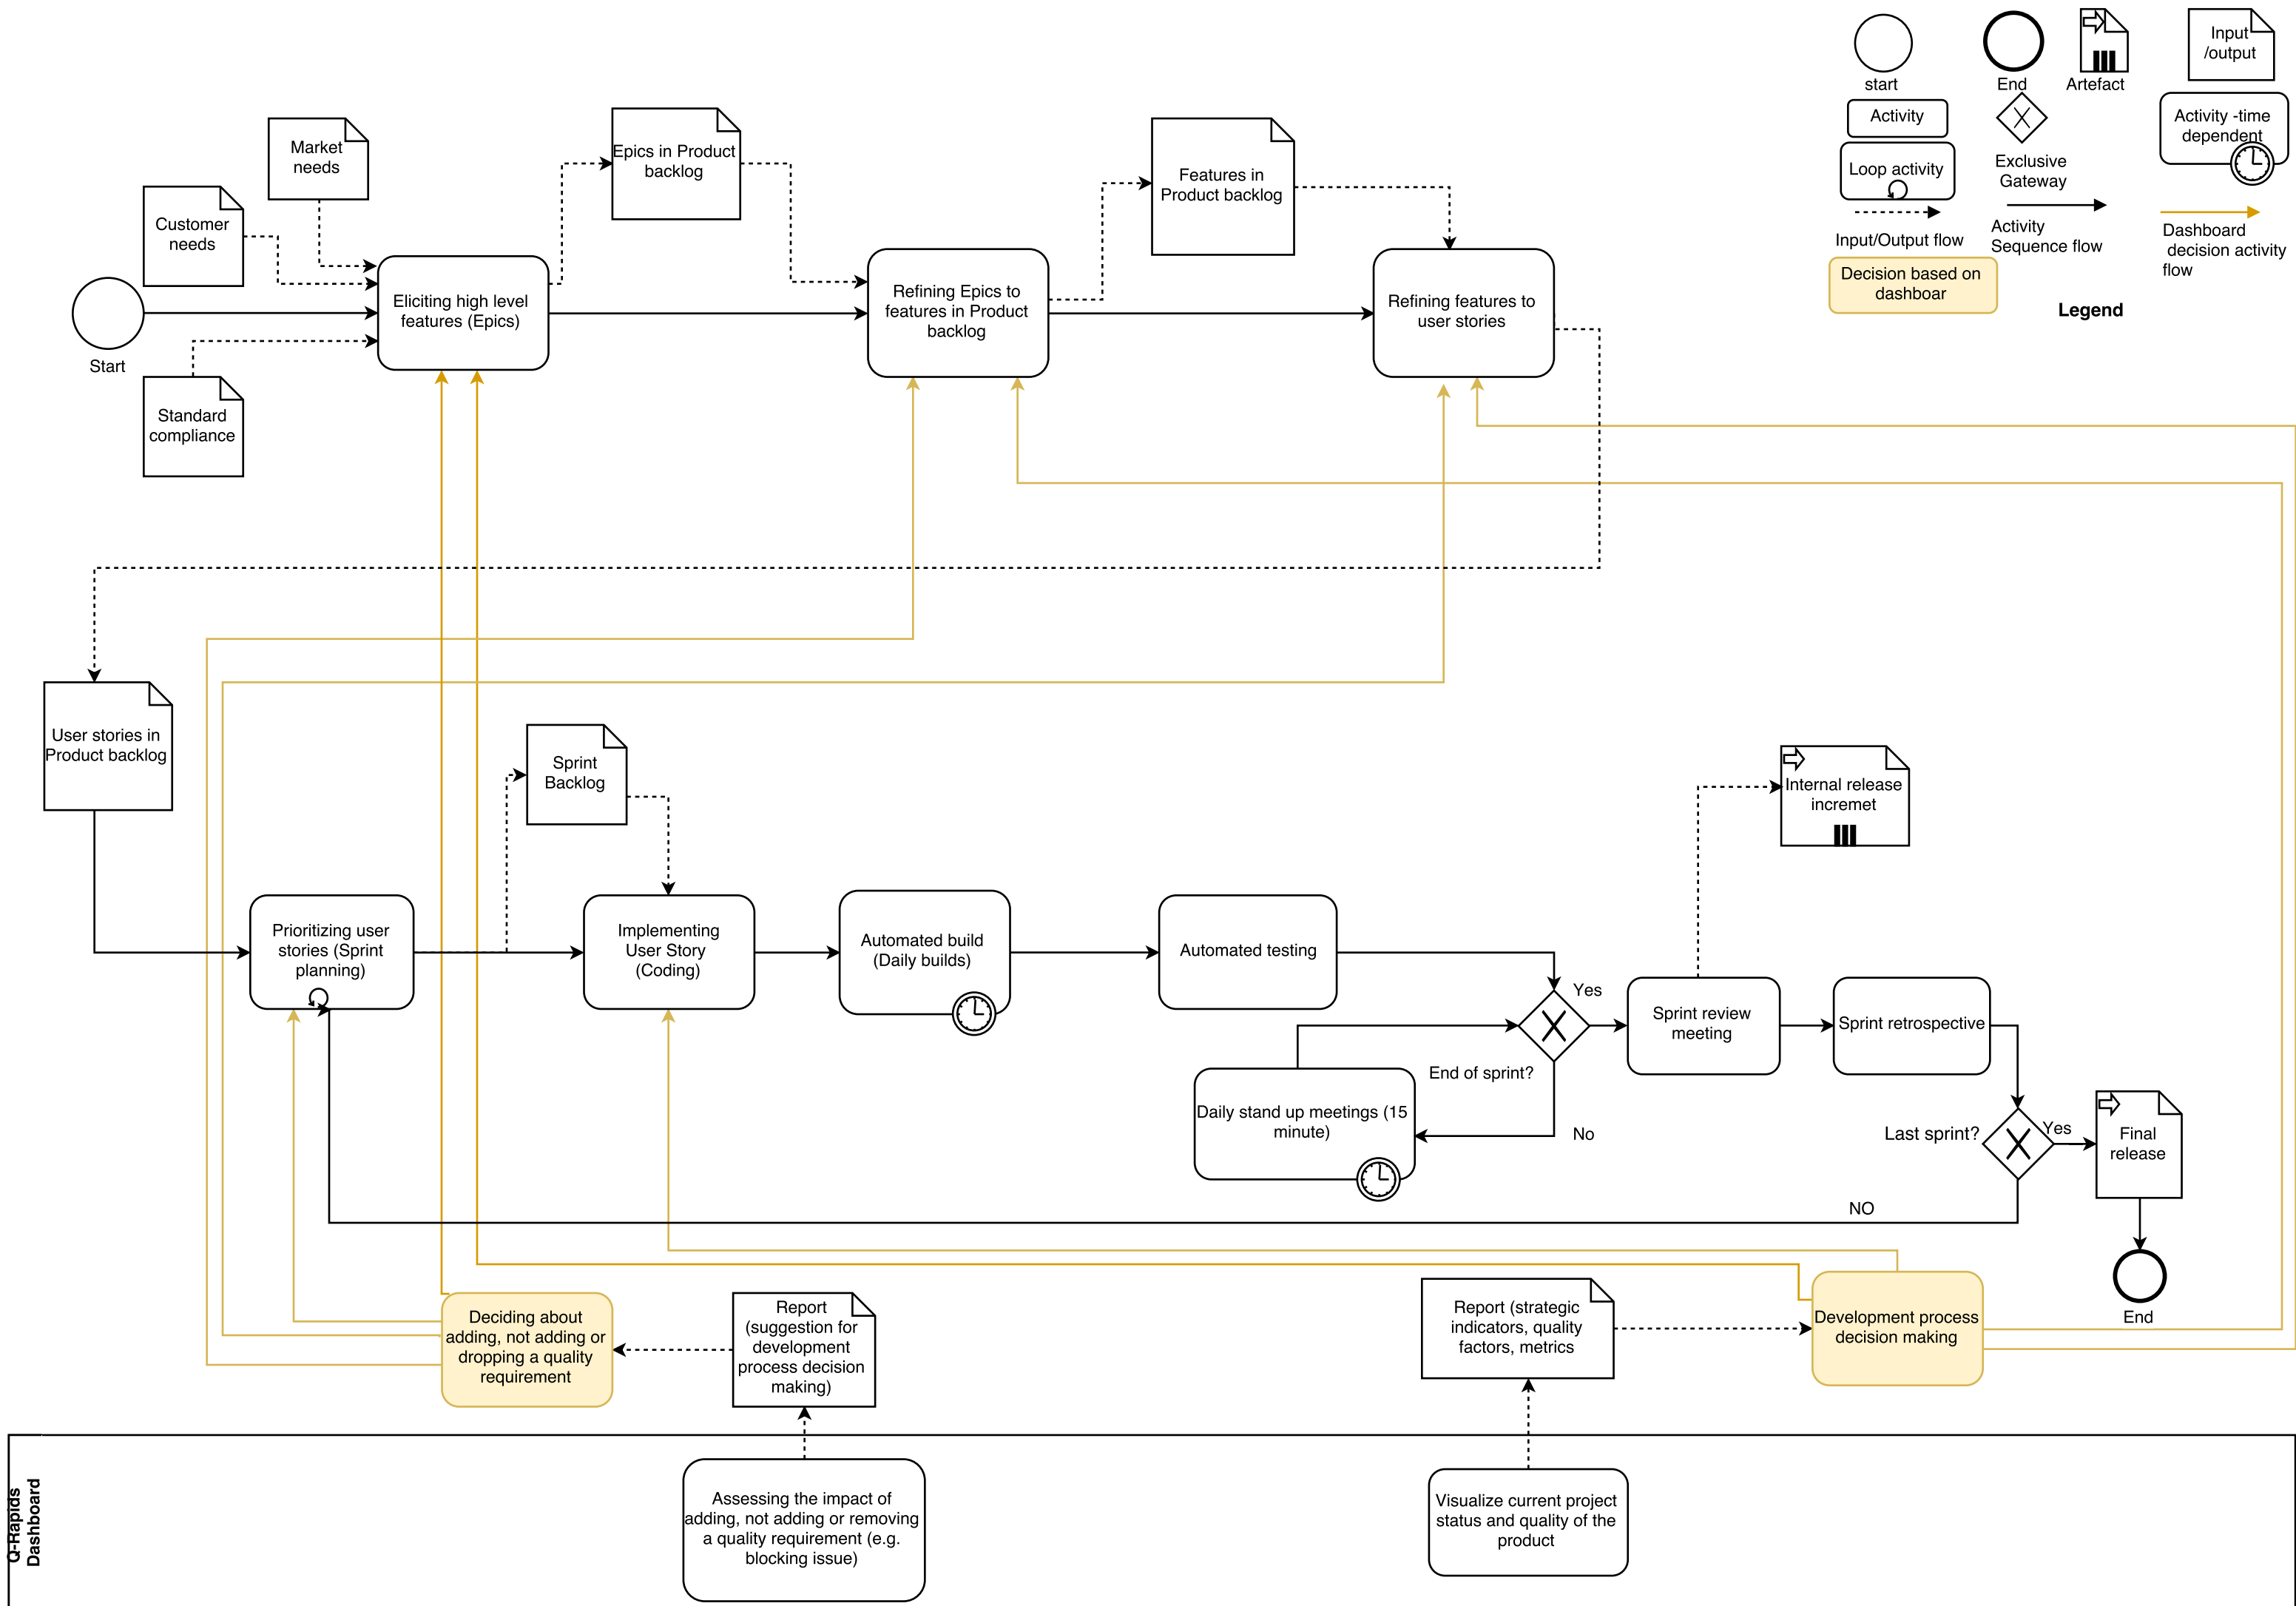 start
End
Artefact
Input
/output
Activity
Exclusive
Gateway
Activity -time
dependent
Loop activity
Input/Output flow
Activity
Sequence flow
Dashboard
decision activity
flow
Decision based on
dashboar
Legend
Market
needs
Customer
needs
Start
Standard
compliance
Eliciting high level
features (Epics)
Epics in Product
backlog
Refining Epics to
features in Product
backlog
Features in
Product backlog
Refining features to
user stories
User stories in
Product backlog
Sprint
Backlog
Prioritizing user
stories (Sprint
planning)
Implementing
User Story
(Coding)
Automated build
(Daily builds)
Automated testing
Yes
End of sprint?
No
Daily stand up meetings (15
minute)
Sprint review
meeting
Internal release
incremet
Sprint retrospective
Last sprint?
Yes
NO
Final
release
End
Deciding about
adding, not adding or
dropping a quality
requirement
Report
(suggestion for
development
process decision
making)
Report (strategic
indicators, quality
factors, metrics
Development process
decision making
Q-Rapids
Dashboard
Assessing the impact of
adding, not adding or removing
a quality requirement (e.g.
blocking issue)
Visualize current project
status and quality of the
product